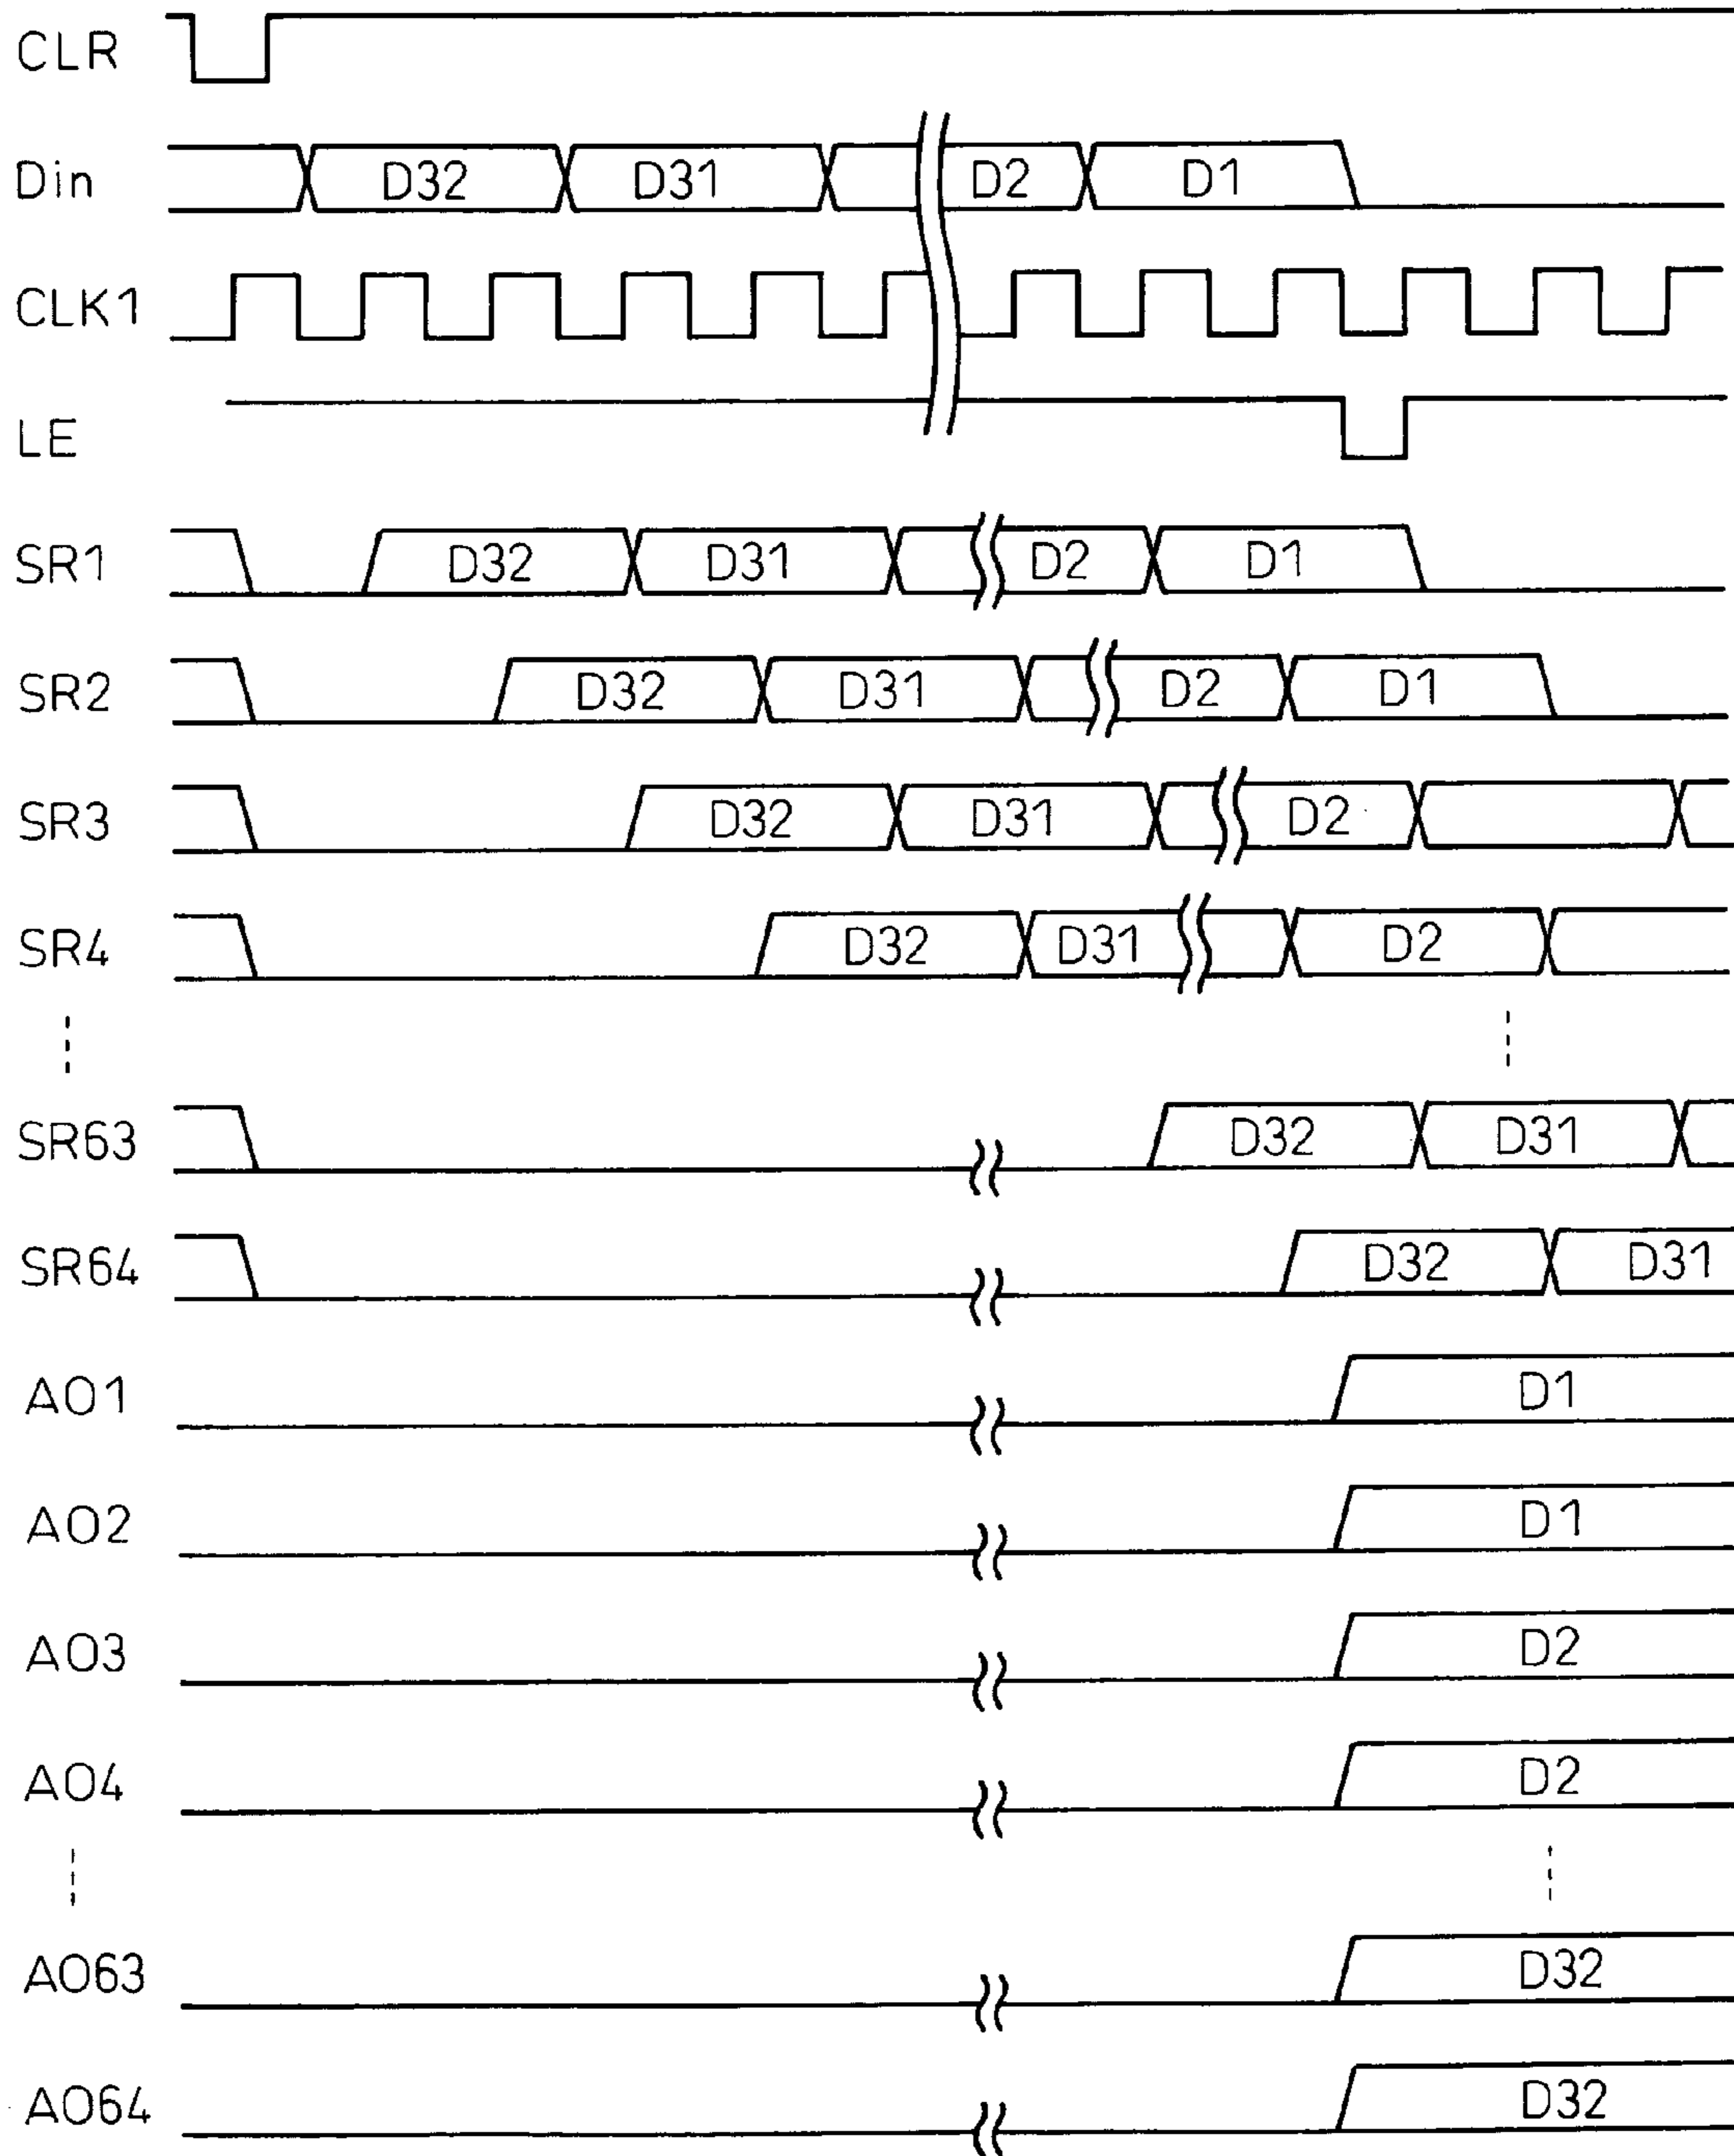 CLR
Din D32 D31 D2 D1
CLK1
LE
SR1 D32 D31 D2 D1
SR2 D32 D31 D2 D1
SR3 D32 D31 D2
SR4 D32 D31 D2
SR63 D32 D31
SR64 D32 D31
AO1 D1
AO2 D1
AO3 D2
AO4 D2
AO63 D32
AO64 D32